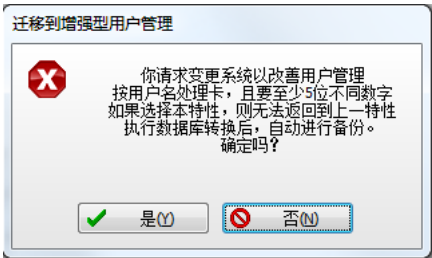 迁移到增强型用户管理
你请求变更系统以改善用户管理
按用户名处理卡，且要至少5位不同数字
如果选择本特性，则无法返回到上一特性
执行数据库转换后，自动进行备份。
确定吗?
是(Y)
否(N)